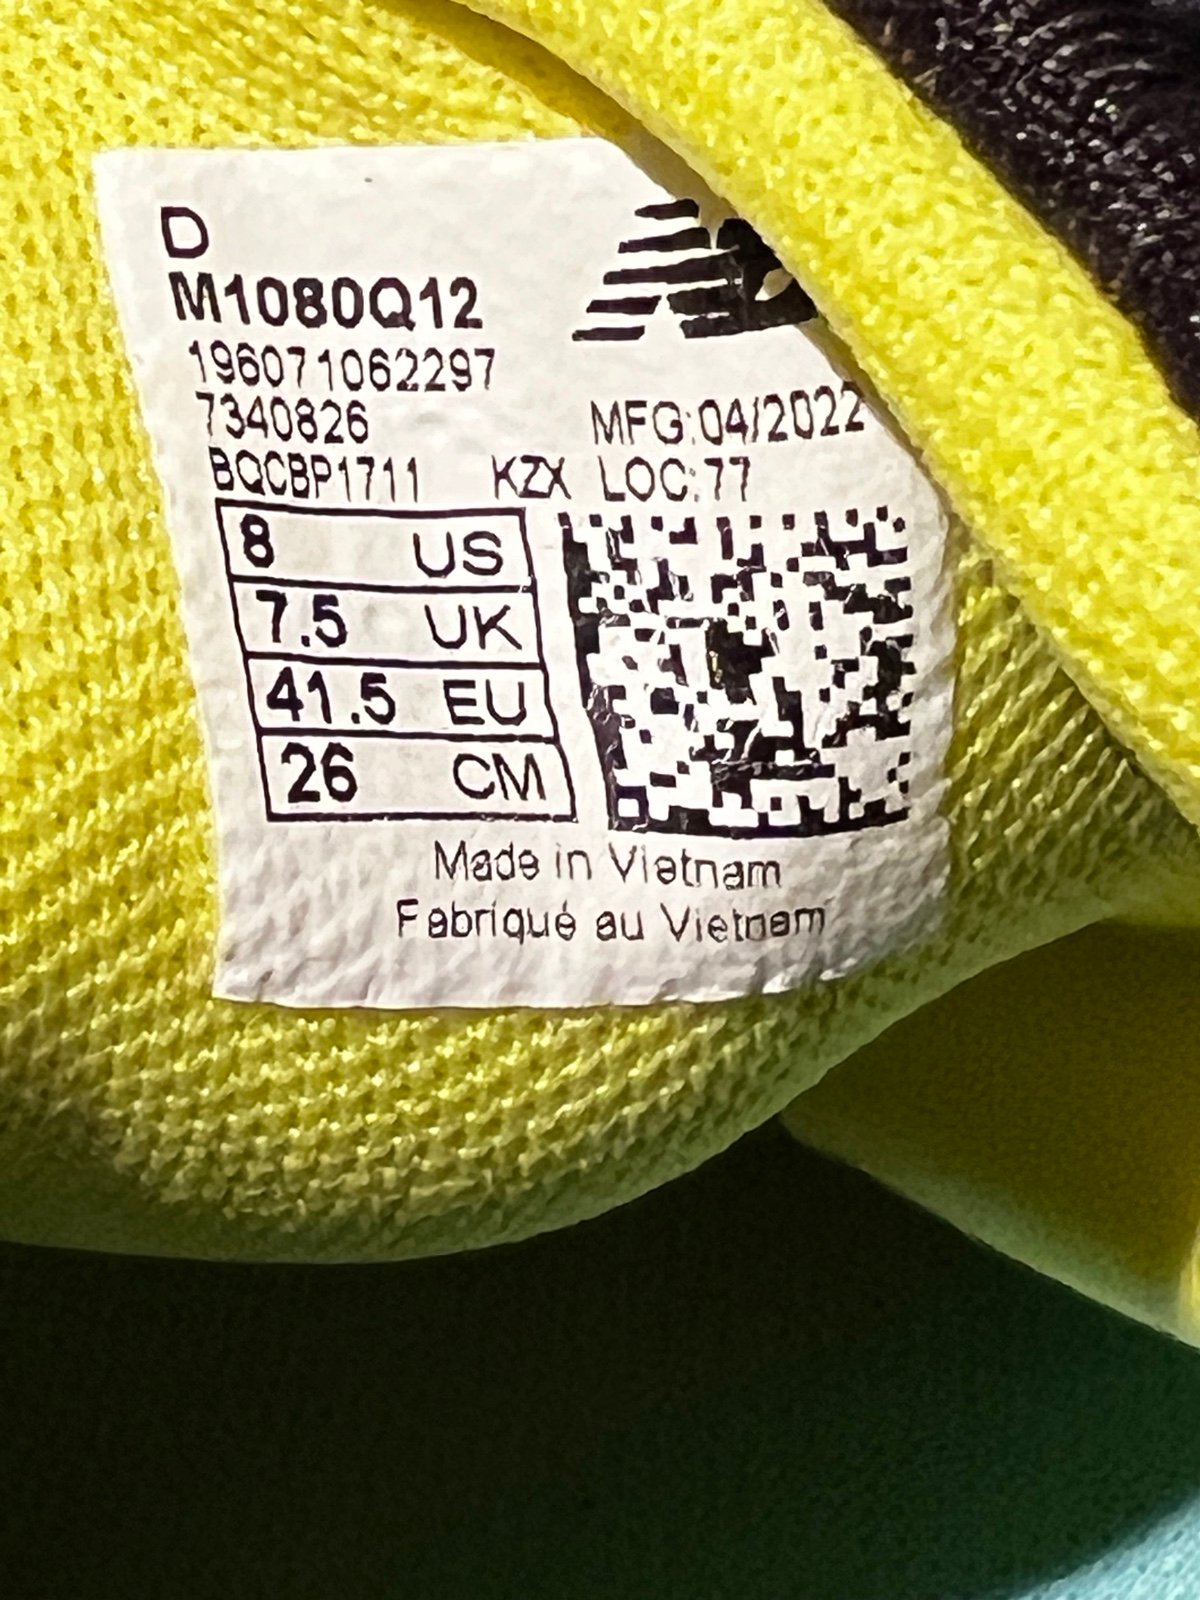 D
M1080Q12
196071062297
7340826
MFG:04/2022
BQCBP1711 KZX LOC:77
8 US
7.5 UK
41.5 EU
26 CM
Made in Vietnam
Fabriqué au Vietnam